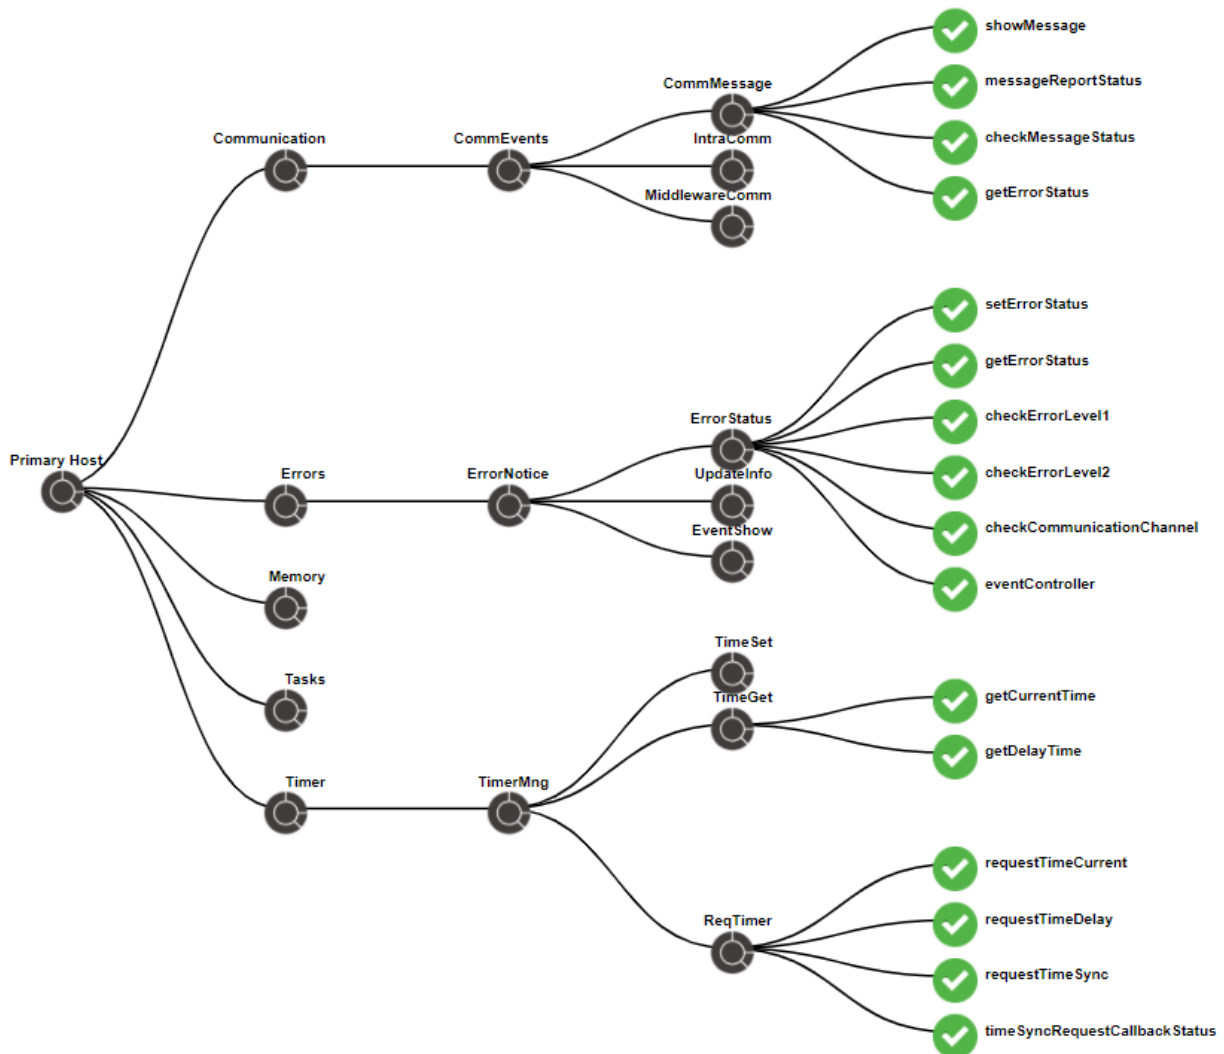 showMessage
CommMessage
messageReportStatus
Communication
CommEvents
IntraComm
checkMessageStatus
MiddlewareComm
getErrorStatus
setErrorStatus
getErrorStatus
ErrorStatus
checkErrorLevel1
Primary Host
Errors
ErrorNotice
UpdateInfo
checkErrorLevel2
EventShow
checkCommunicationChannel
Memory
eventController
TimeSet
Tasks
TimeGet
getCurrentTime
getDelayTime
Timer
TimerMng
requestTimeCurrent
ReqTimer
requestTimeDelay
requestTimeSync
timeSyncRequestCallbackStatus